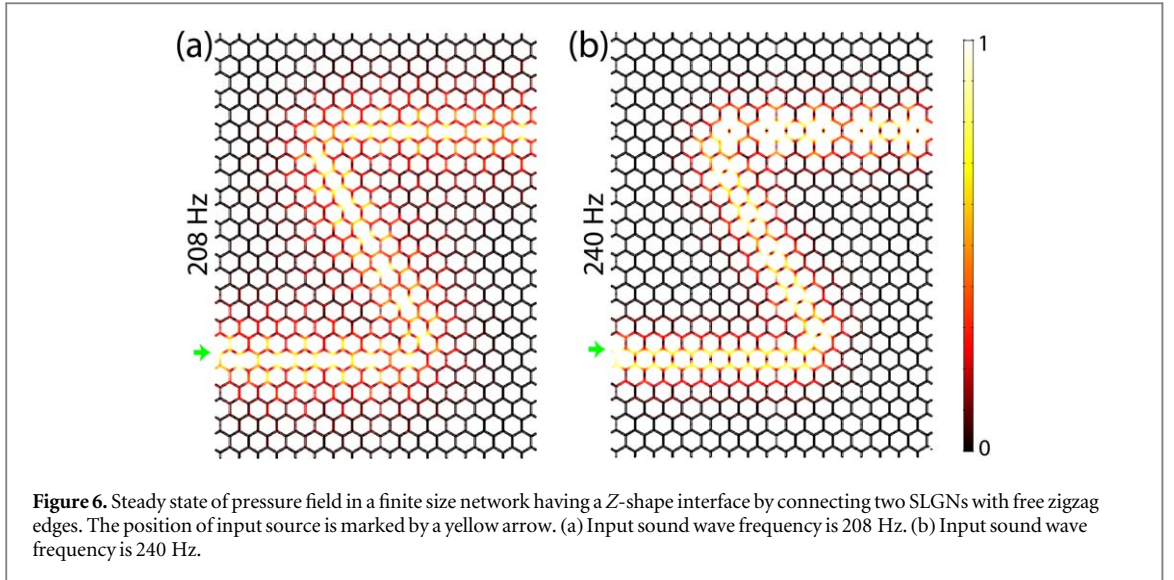 (a)
208 Hz
(b)
240 Hz
1
0
Figure 6. Steady state of pressure field in a finite size network having a Z-shape interface by connecting two SLGNs with free zigzag
edges. The position of input source is marked by a yellow arrow. (a) Input sound wave frequency is 208 Hz. (b) Input sound wave
frequency is 240 Hz.